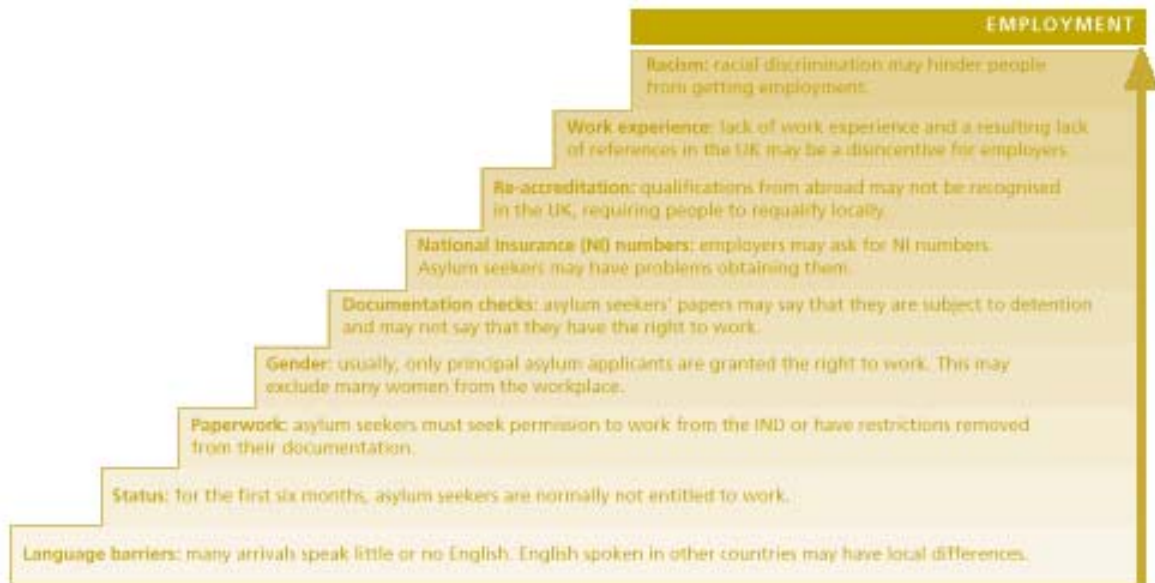 EMPLOYMENT
Racism: racial discrimination may hinder people
from getting employment.
Work experience: lack of work experience and a resulting lack
of references in the UK may be a disincentive for employers.
Re-accreditation: qualifications from abroad may not be recognised
in the UK, requiring people to requalify locally.
National Insurance (NI) numbers: employers may ask for NI numbers.
Asylum seekers may have problems obtaining them.
Documentation checks: asylum seekers' papers may say that they are subject to detention
and may not say that they have the right to work.
Gender: usually, only principal asylum applicants are granted the right to work. This may
exclude many women from the workplace.
Paperwork: asylum seekers must seek permission to work from the IND or have restrictions removed
from their documentation.
Status: for the first six months, asylum seekers are normally not entitled to work.
Language barriers: many arrivals speak little or no English. English spoken in other countries may have local differences.